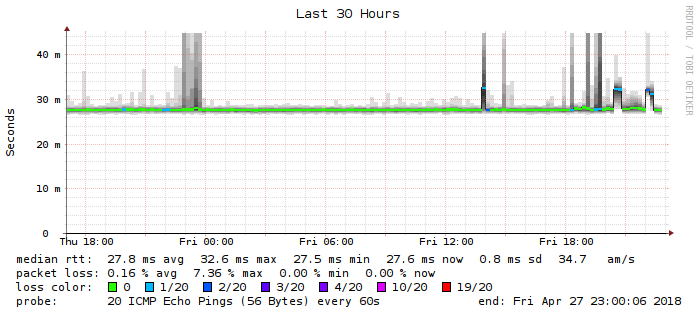 Last 30 Hours
RRDTOOL / TOBI OETIKER
Seconds
40 m
30 m
20 m
10 m
0
Thu 18:00 Fri 00:00 Fri 06:00 Fri 12:00 Fri 18:00
median rtt: 27.8 ms avg 32.6 ms max 27.5 ms min 27.6 ms now 0.8 ms sd 34.7 am/s
packet loss: 0.16 % avg 7.36 % max 0.00 % min 0.00 % now
loss color: 0 1/20 2/20 3/20 4/20 10/20 19/20
probe: 20 ICMP Echo Pings (56 Bytes) every 60s end: Fri Apr 27 23:00:06 2018